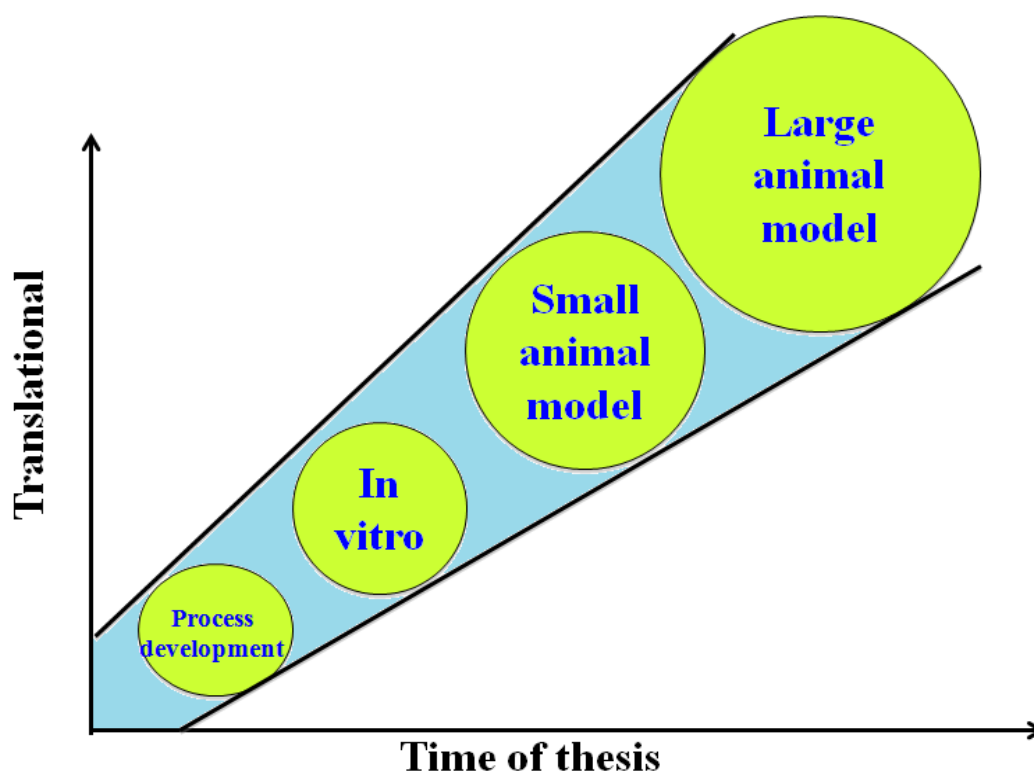 Large
animal
model
Small
animal
model
In
vitro
Process
development
Translational
Time of thesis